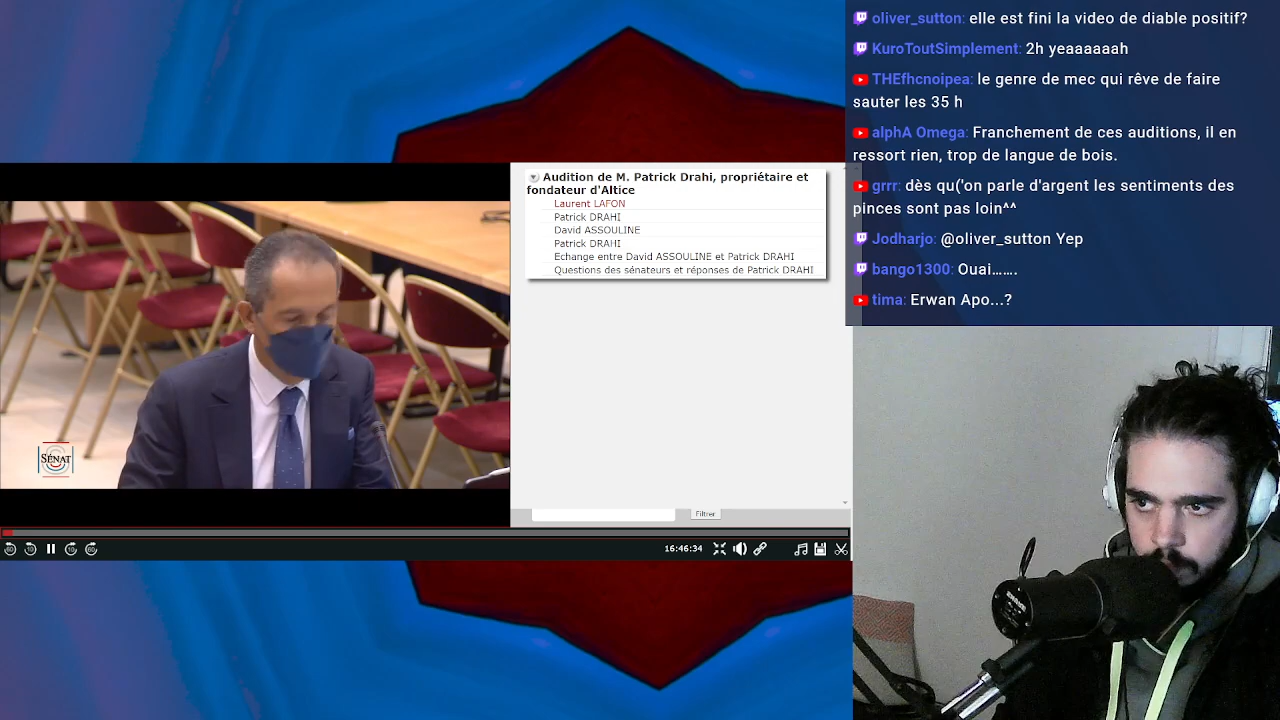 oliver_sutton: elle est fini la video de diable positif?
KuroToutSimplement: 2h yeaaaaaah
THEfhcnoipea: le genre de mec qui rêve de faire
sauter les 35 h
alphA Omega: Franchement de ces auditions, il en
ressort rien, trop de langue de bois.
grrr: dès qu('on parle d'argent les sentiments des
pinces sont pas loin^^
Jodharjo: @oliver_sutton Yep
bango1300: Ouai…….
tima: Erwan Apo...?
Audition de M. Patrick Drahi, propriétaire et
fondateur d'Altice
Laurent LAFON
Patrick DRAHI
David ASSOULINE
Patrick DRAHI
Echange entre David ASSOULINE et Patrick DRAHI
Questions des sénateurs et réponses de Patrick DRAHI
SÉNAT
Filtrer
16:46:34